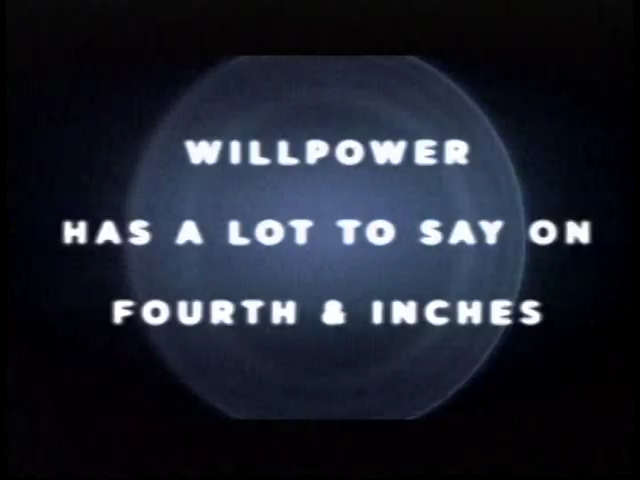 WILLPOWER
HAS A LOT TO SAY ON
FOURTH & INCHES